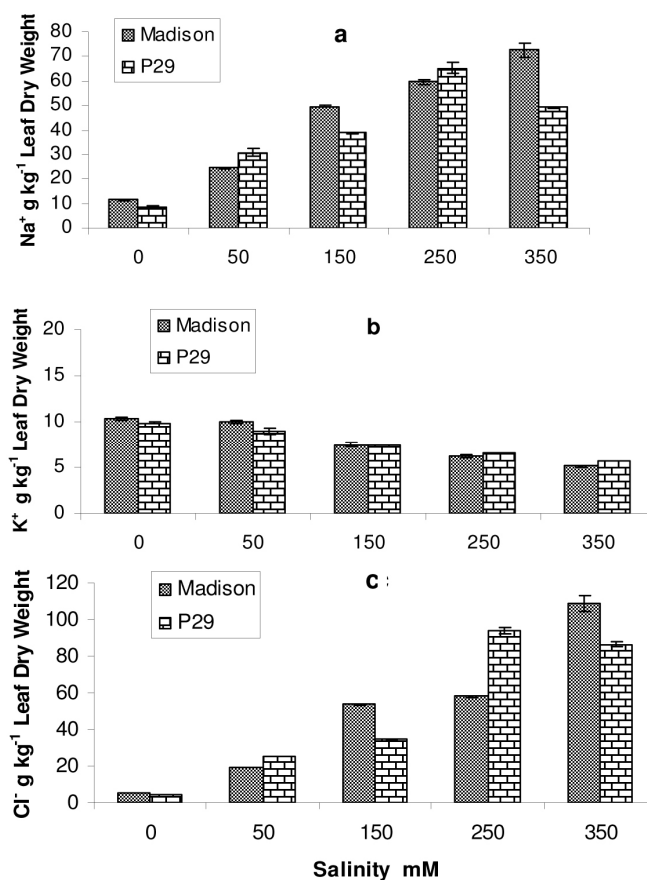 a
Madison
P29
Na⁺ g kg⁻¹ Leaf Dry Weight
80
70
60
50
40
30
20
10
0
0 50 150 250 350
b
Madison
P29
K⁺ g kg⁻¹ Leaf Dry Weight
20
15
10
5
0
0 50 150 250 350
c :
Madison
P29
Cl⁻ g kg⁻¹ Leaf Dry Weight
120
100
80
60
40
20
0
0 50 150 250 350
Salinity mM